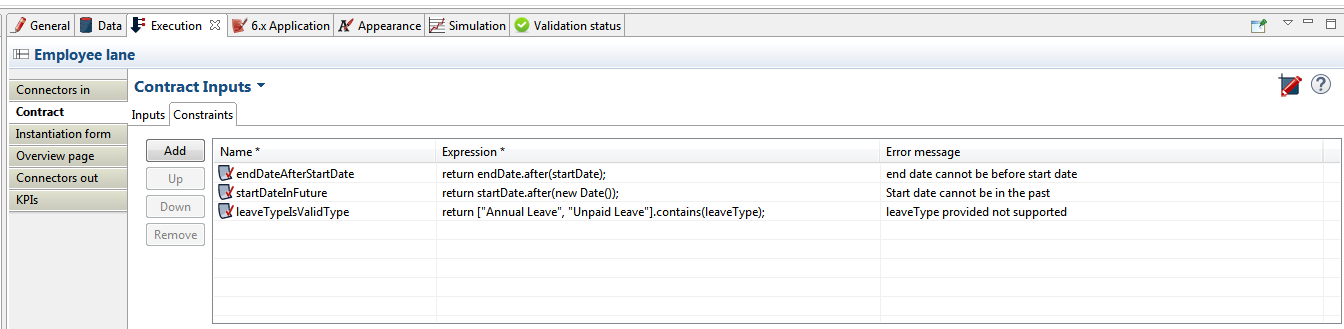 General Data Execution 6.x Application Appearance Simulation Validation status
Employee lane
Connectors in
Contract
Instantiation form
Overview page
Connectors out
KPIs
Contract Inputs
Inputs Constraints
Add
Up
Down
Remove
Name * Expression * Error message
endDateAfterStartDate return endDate.after(startDate); end date cannot be before start date
startDateInFuture return startDate.after(new Date()); Start date cannot be in the past
leaveTypeIsValidType return ["Annual Leave", "Unpaid Leave"].contains(leaveType); leaveType provided not supported